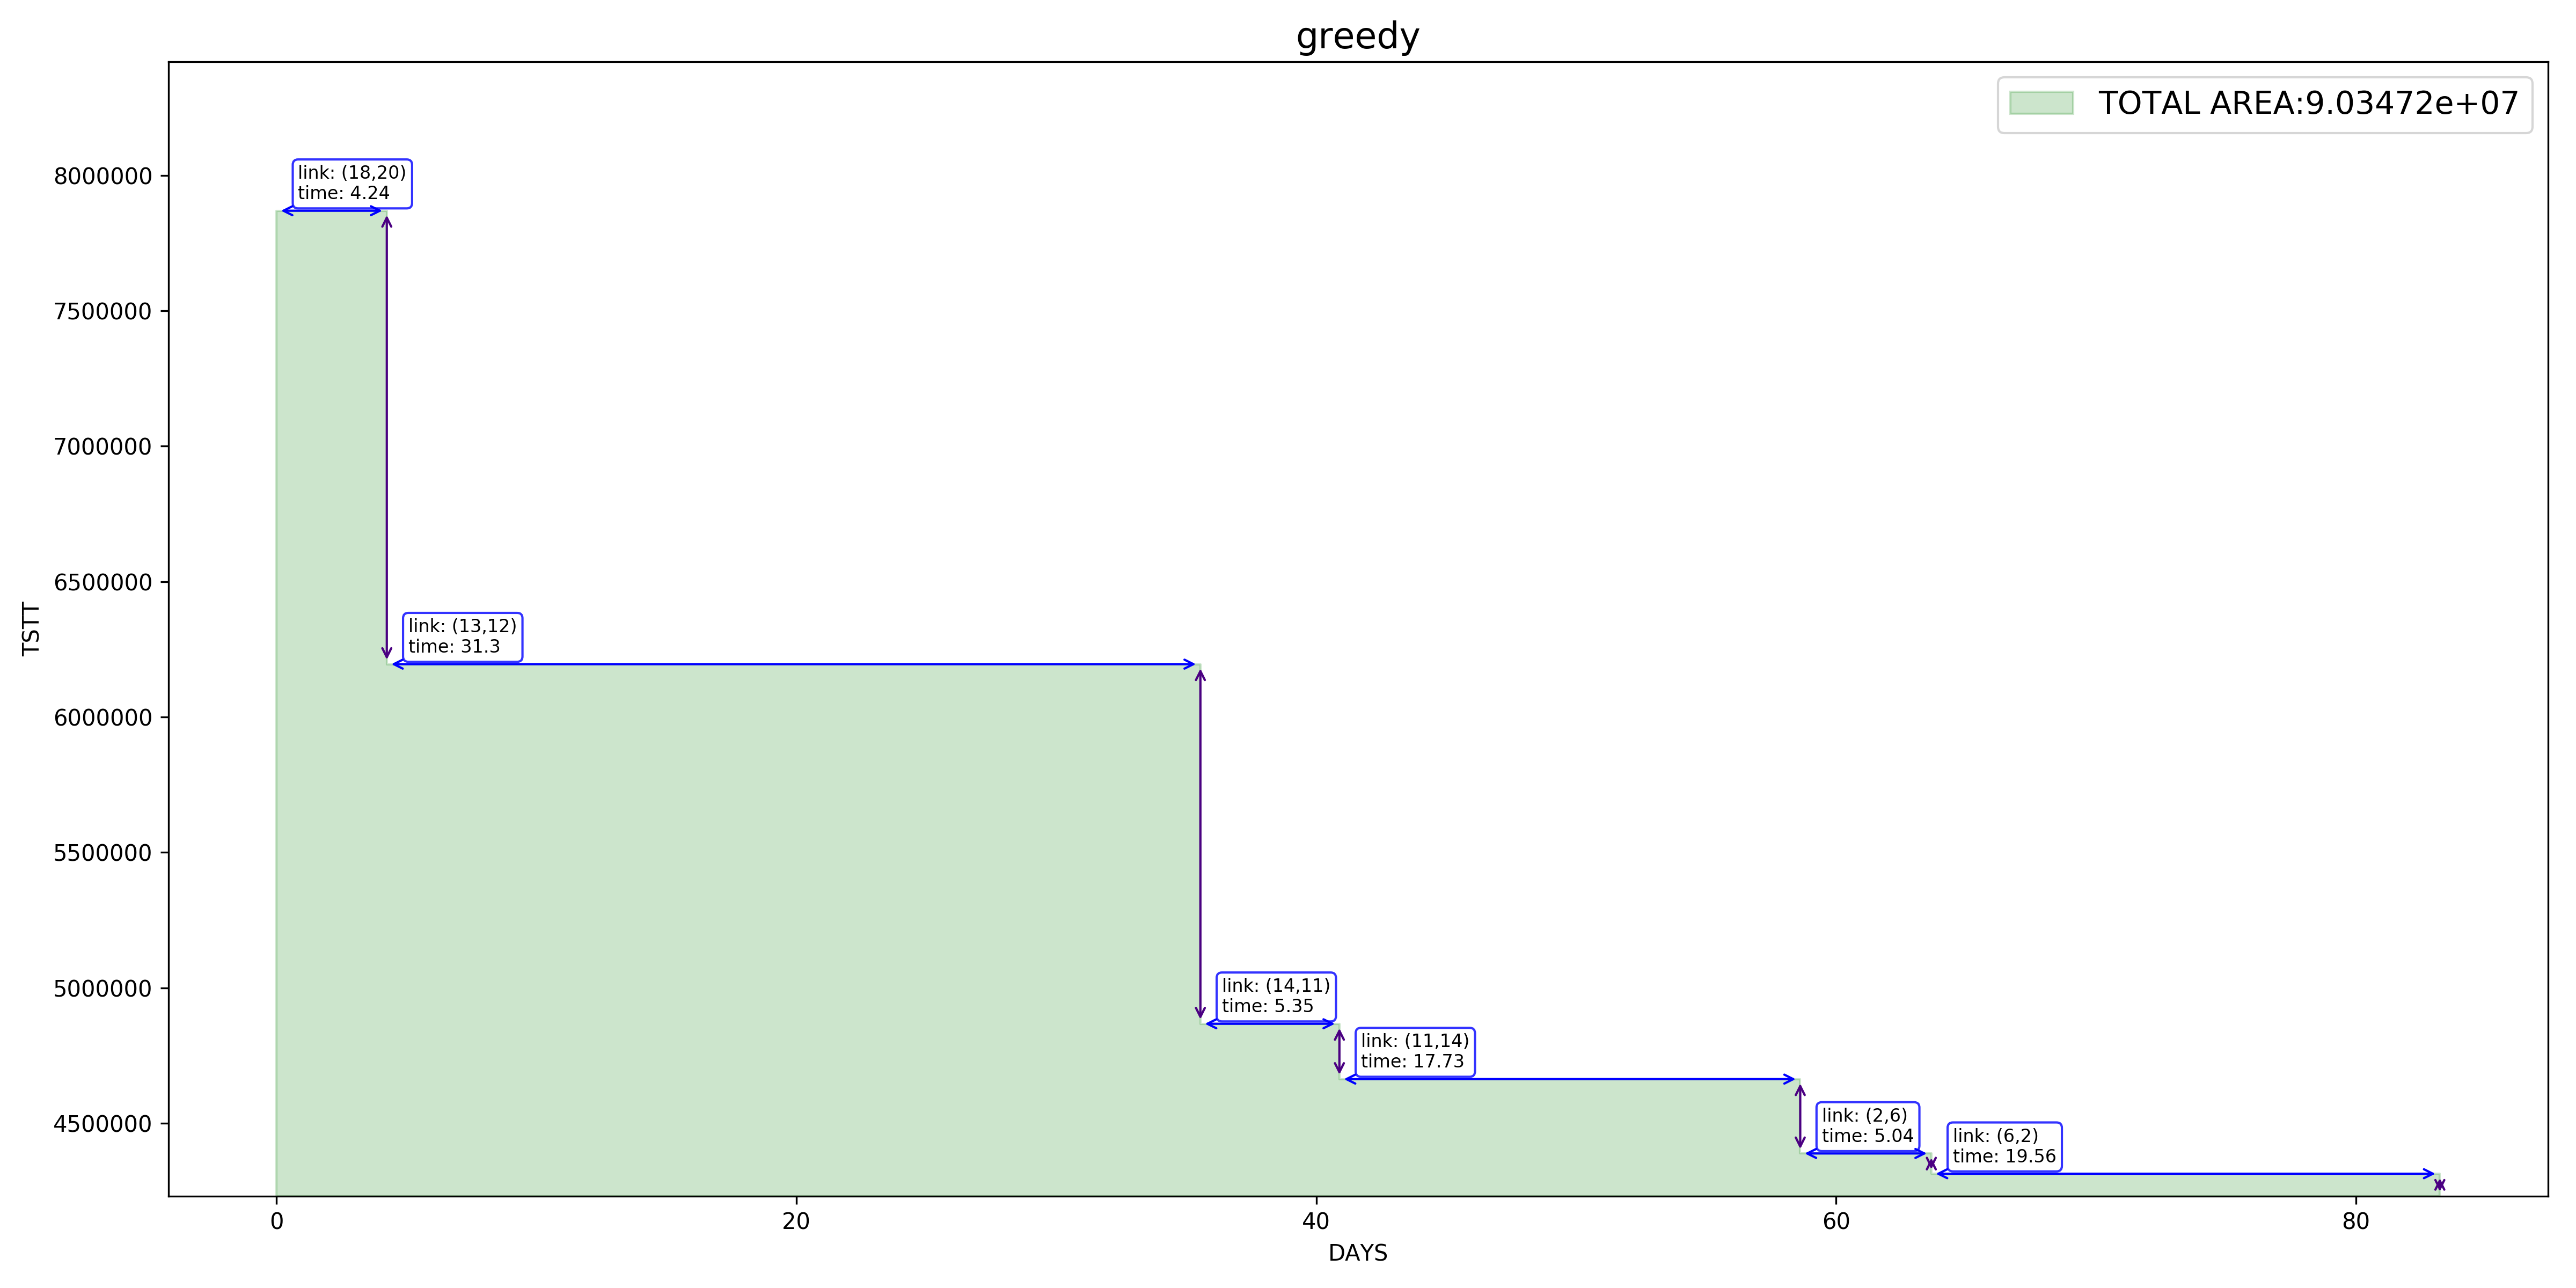 greedy
TOTAL AREA:9.03472e+07
8000000
7500000
7000000
6500000
6000000
5500000
5000000
4500000
TSTT
link: (18,20)
time: 4.24
link: (13,12)
time: 31.3
link: (14,11)
time: 5.35
link: (11,14)
time: 17.73
link: (2,6)
time: 5.04
link: (6,2)
time: 19.56
0
20
40
60
80
DAYS